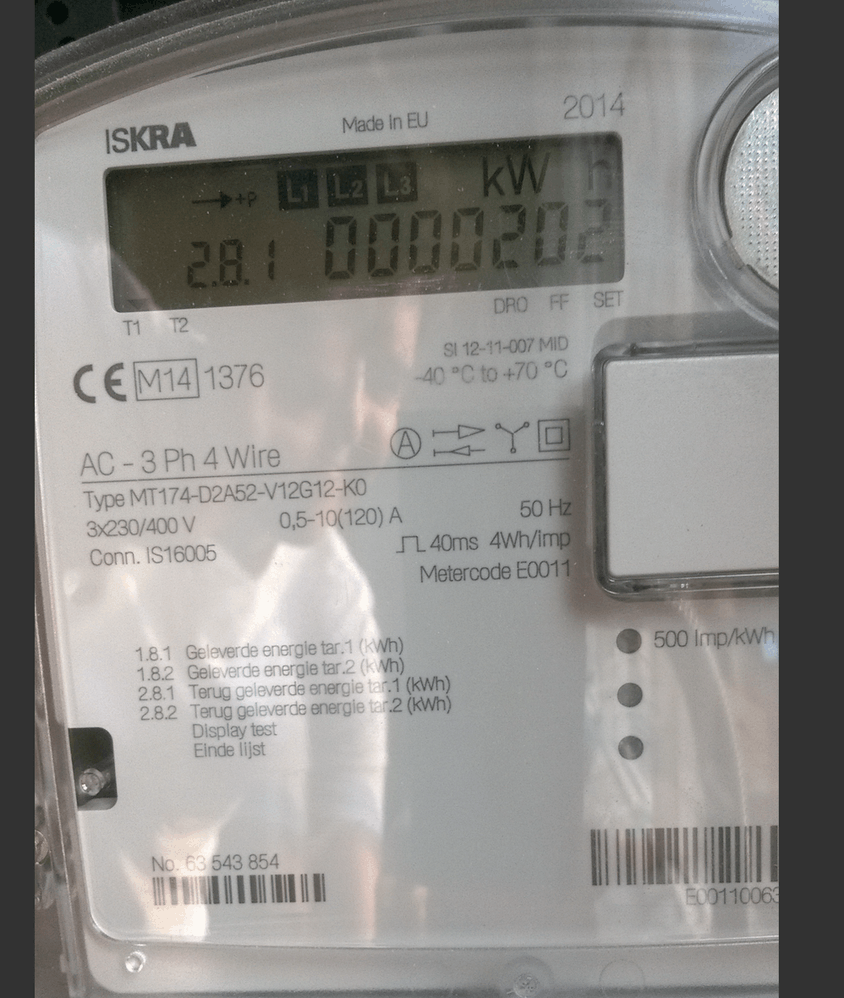 ISKRA Made in EU 2014
+P L1 L2 L3 kW h
2.8.1 0000202
DRO FF SET
T1 T2
SI 12-11-007 MID
CE M14 1376
-40 °C to +70 °C
AC - 3 Ph 4 Wire
A
Type MT174-D2A52-V12G12-K0
3x230/400 V 0,5-10(120) A 50 Hz
Conn. IS16005 40ms 4Wh/imp
Metercode E0011
1.8.1 Geleverde energie tar.1 (kWh)
1.8.2 Geleverde energie tar.2 (kWh)
2.8.1 Terug geleverde energie tar.1 (kWh)
2.8.2 Terug geleverde energie tar.2 (kWh)
Display test
Einde lijst
500 Imp/kWh
No. 63 543 854
E00110063